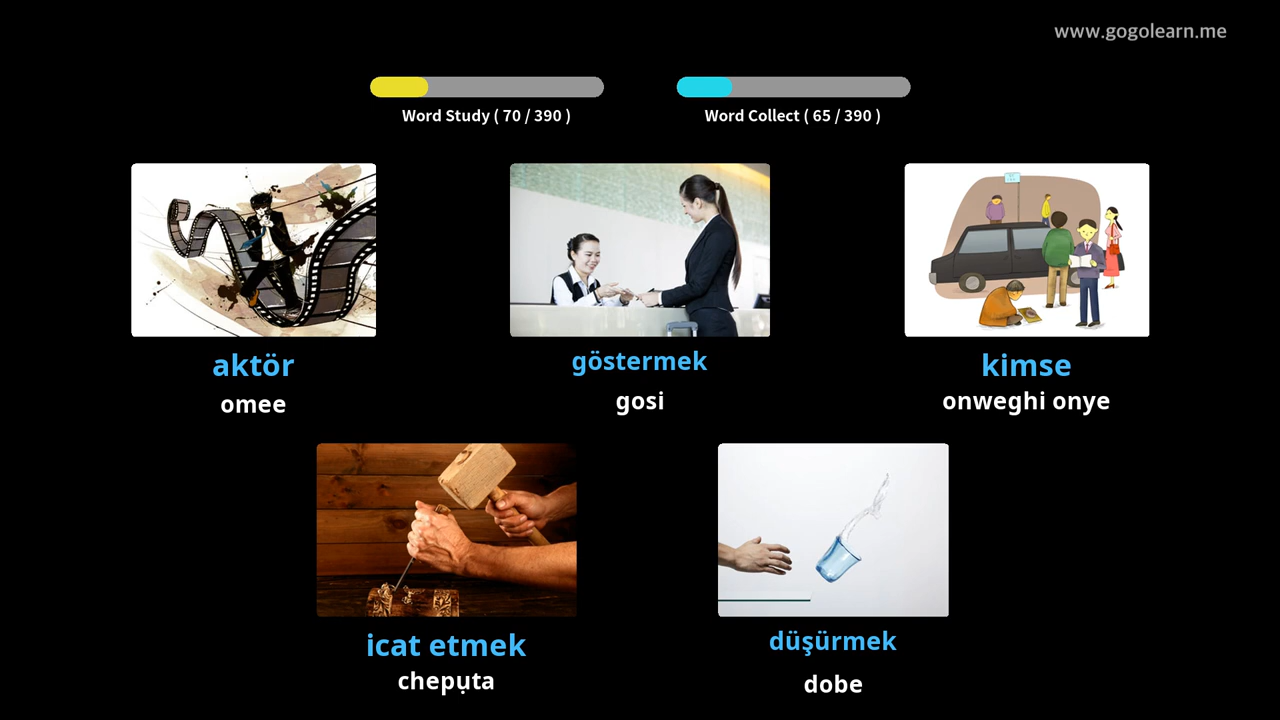 www.gogolearn.me
Word Study ( 70 / 390 )
Word Collect ( 65 / 390 )
aktör
omee
göstermek
gosi
kimse
onweghi onye
icat etmek
chepụta
düşürmek
dobe